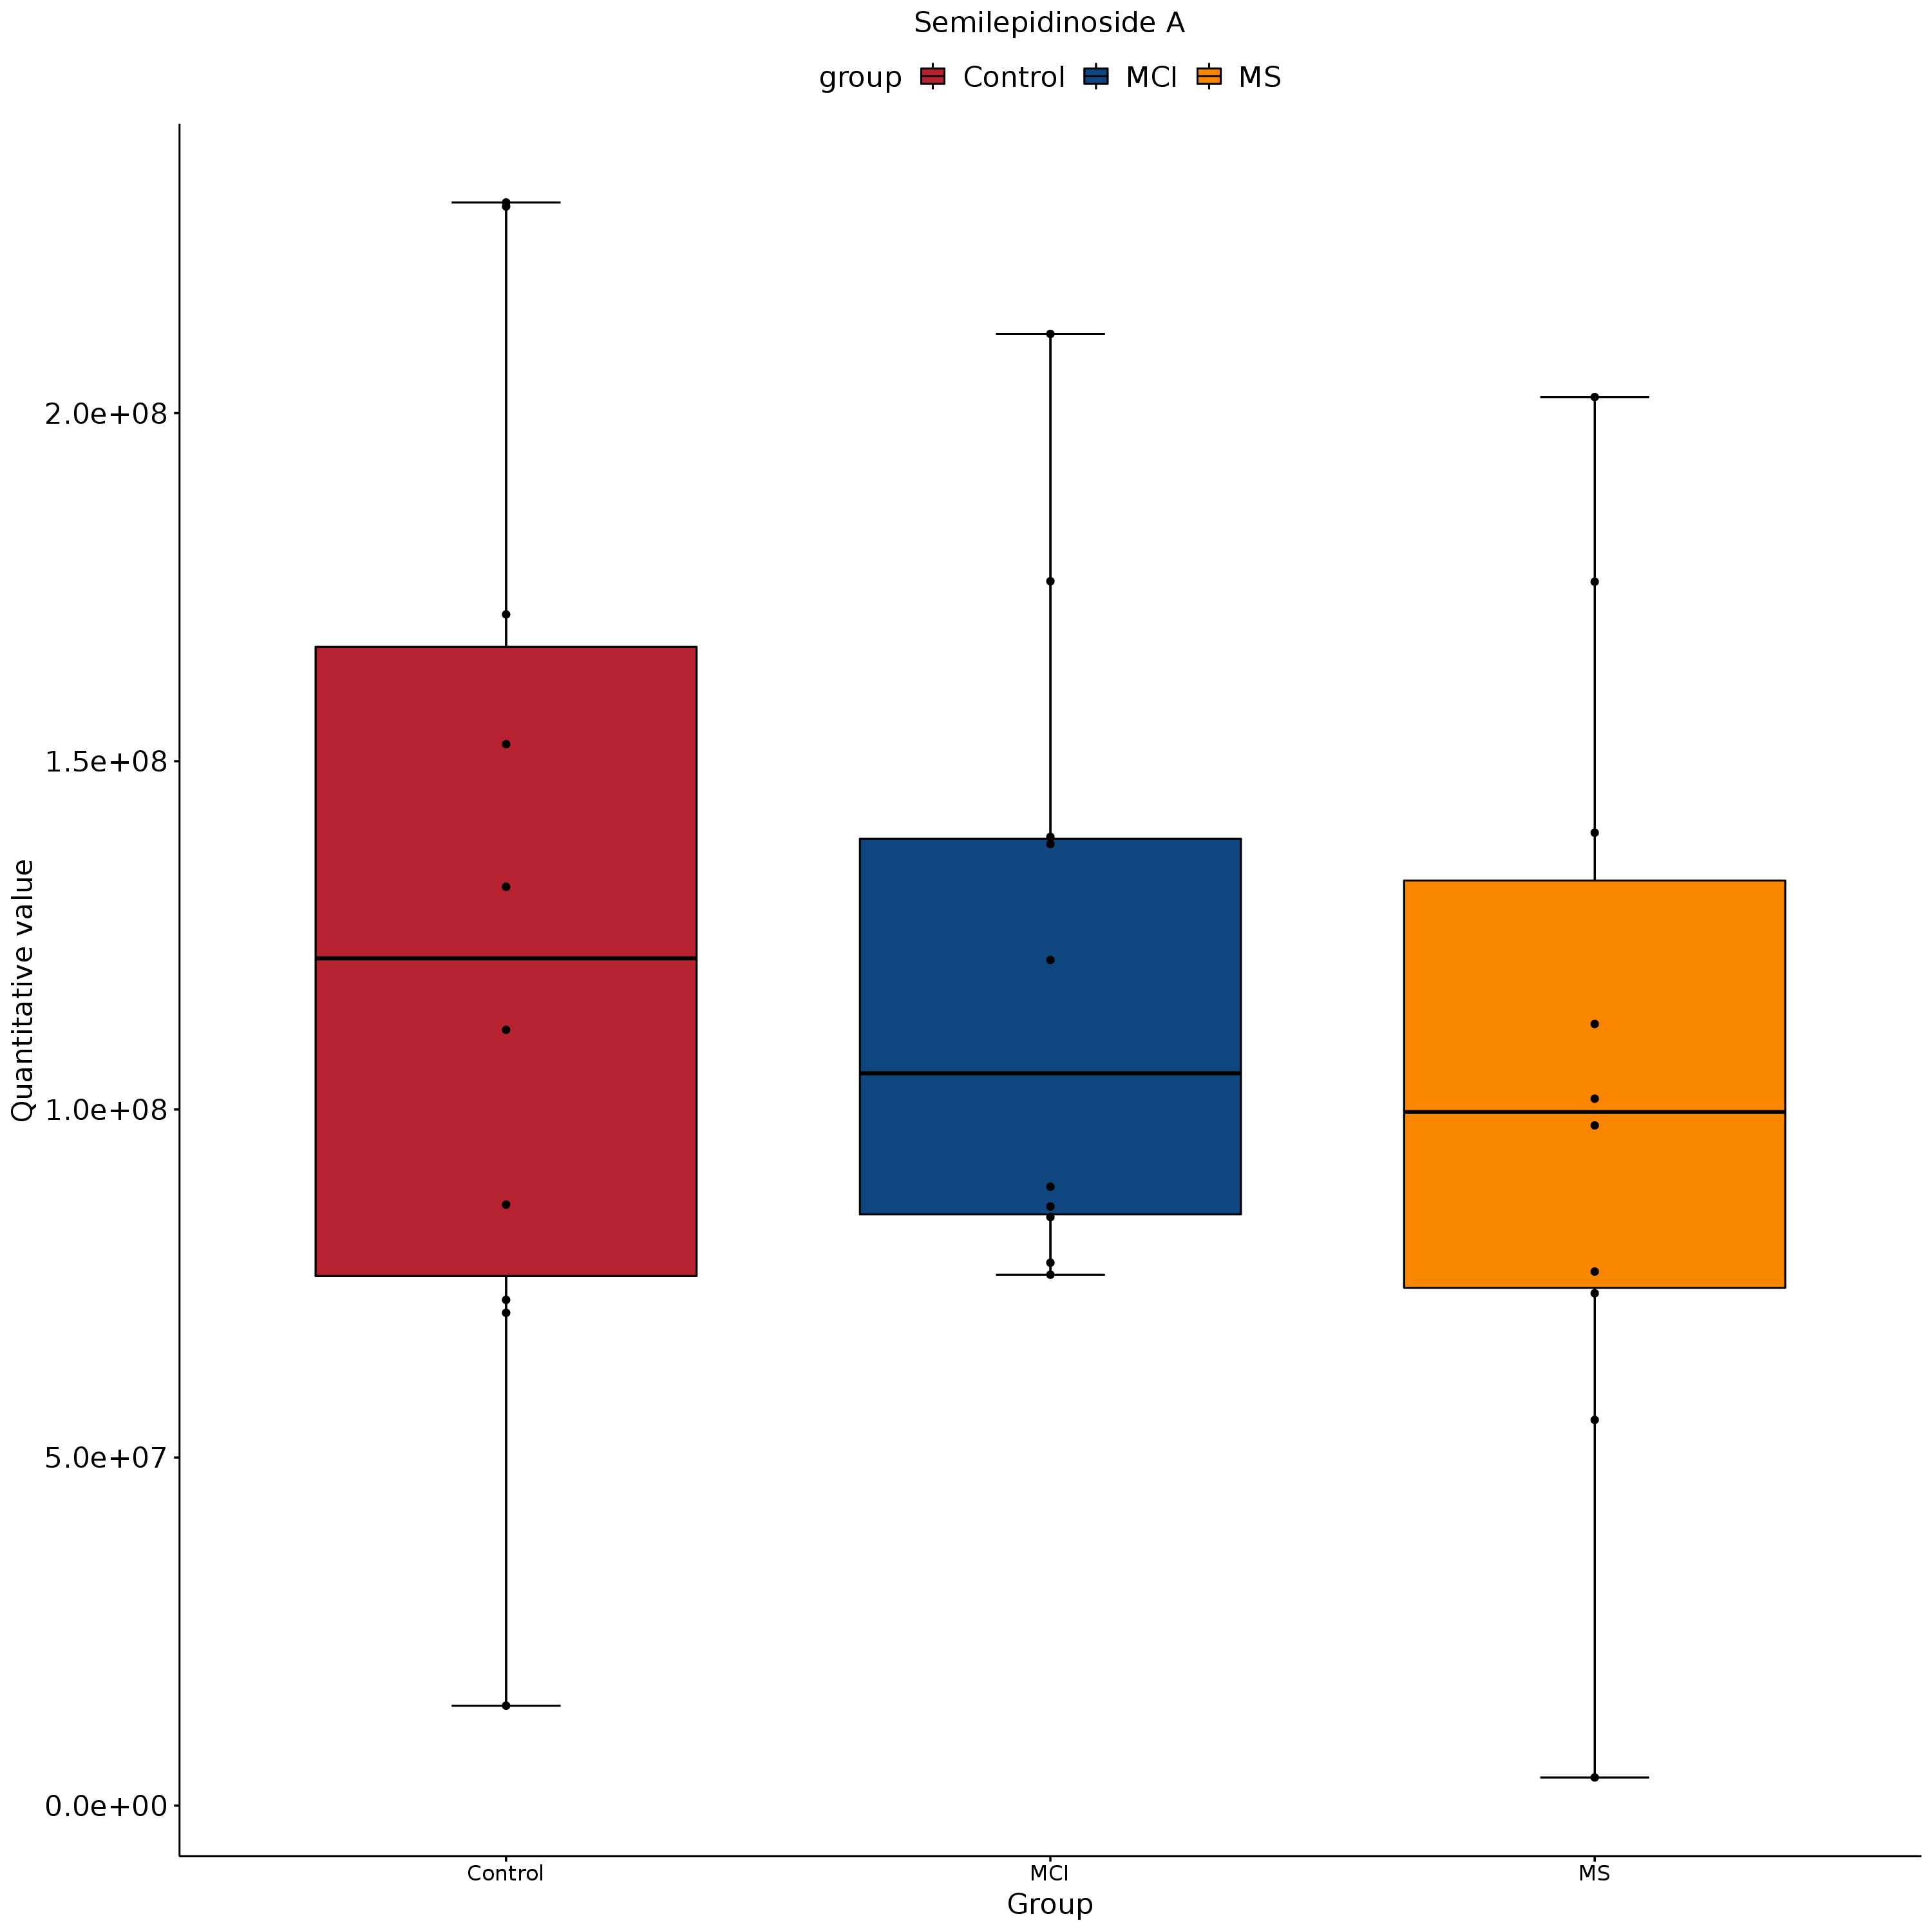 Semilepidinoside A
group Control MCI MS
Quantitative value
2.0e+08
1.5e+08
1.0e+08
5.0e+07
0.0e+00
Control MCI MS
Group